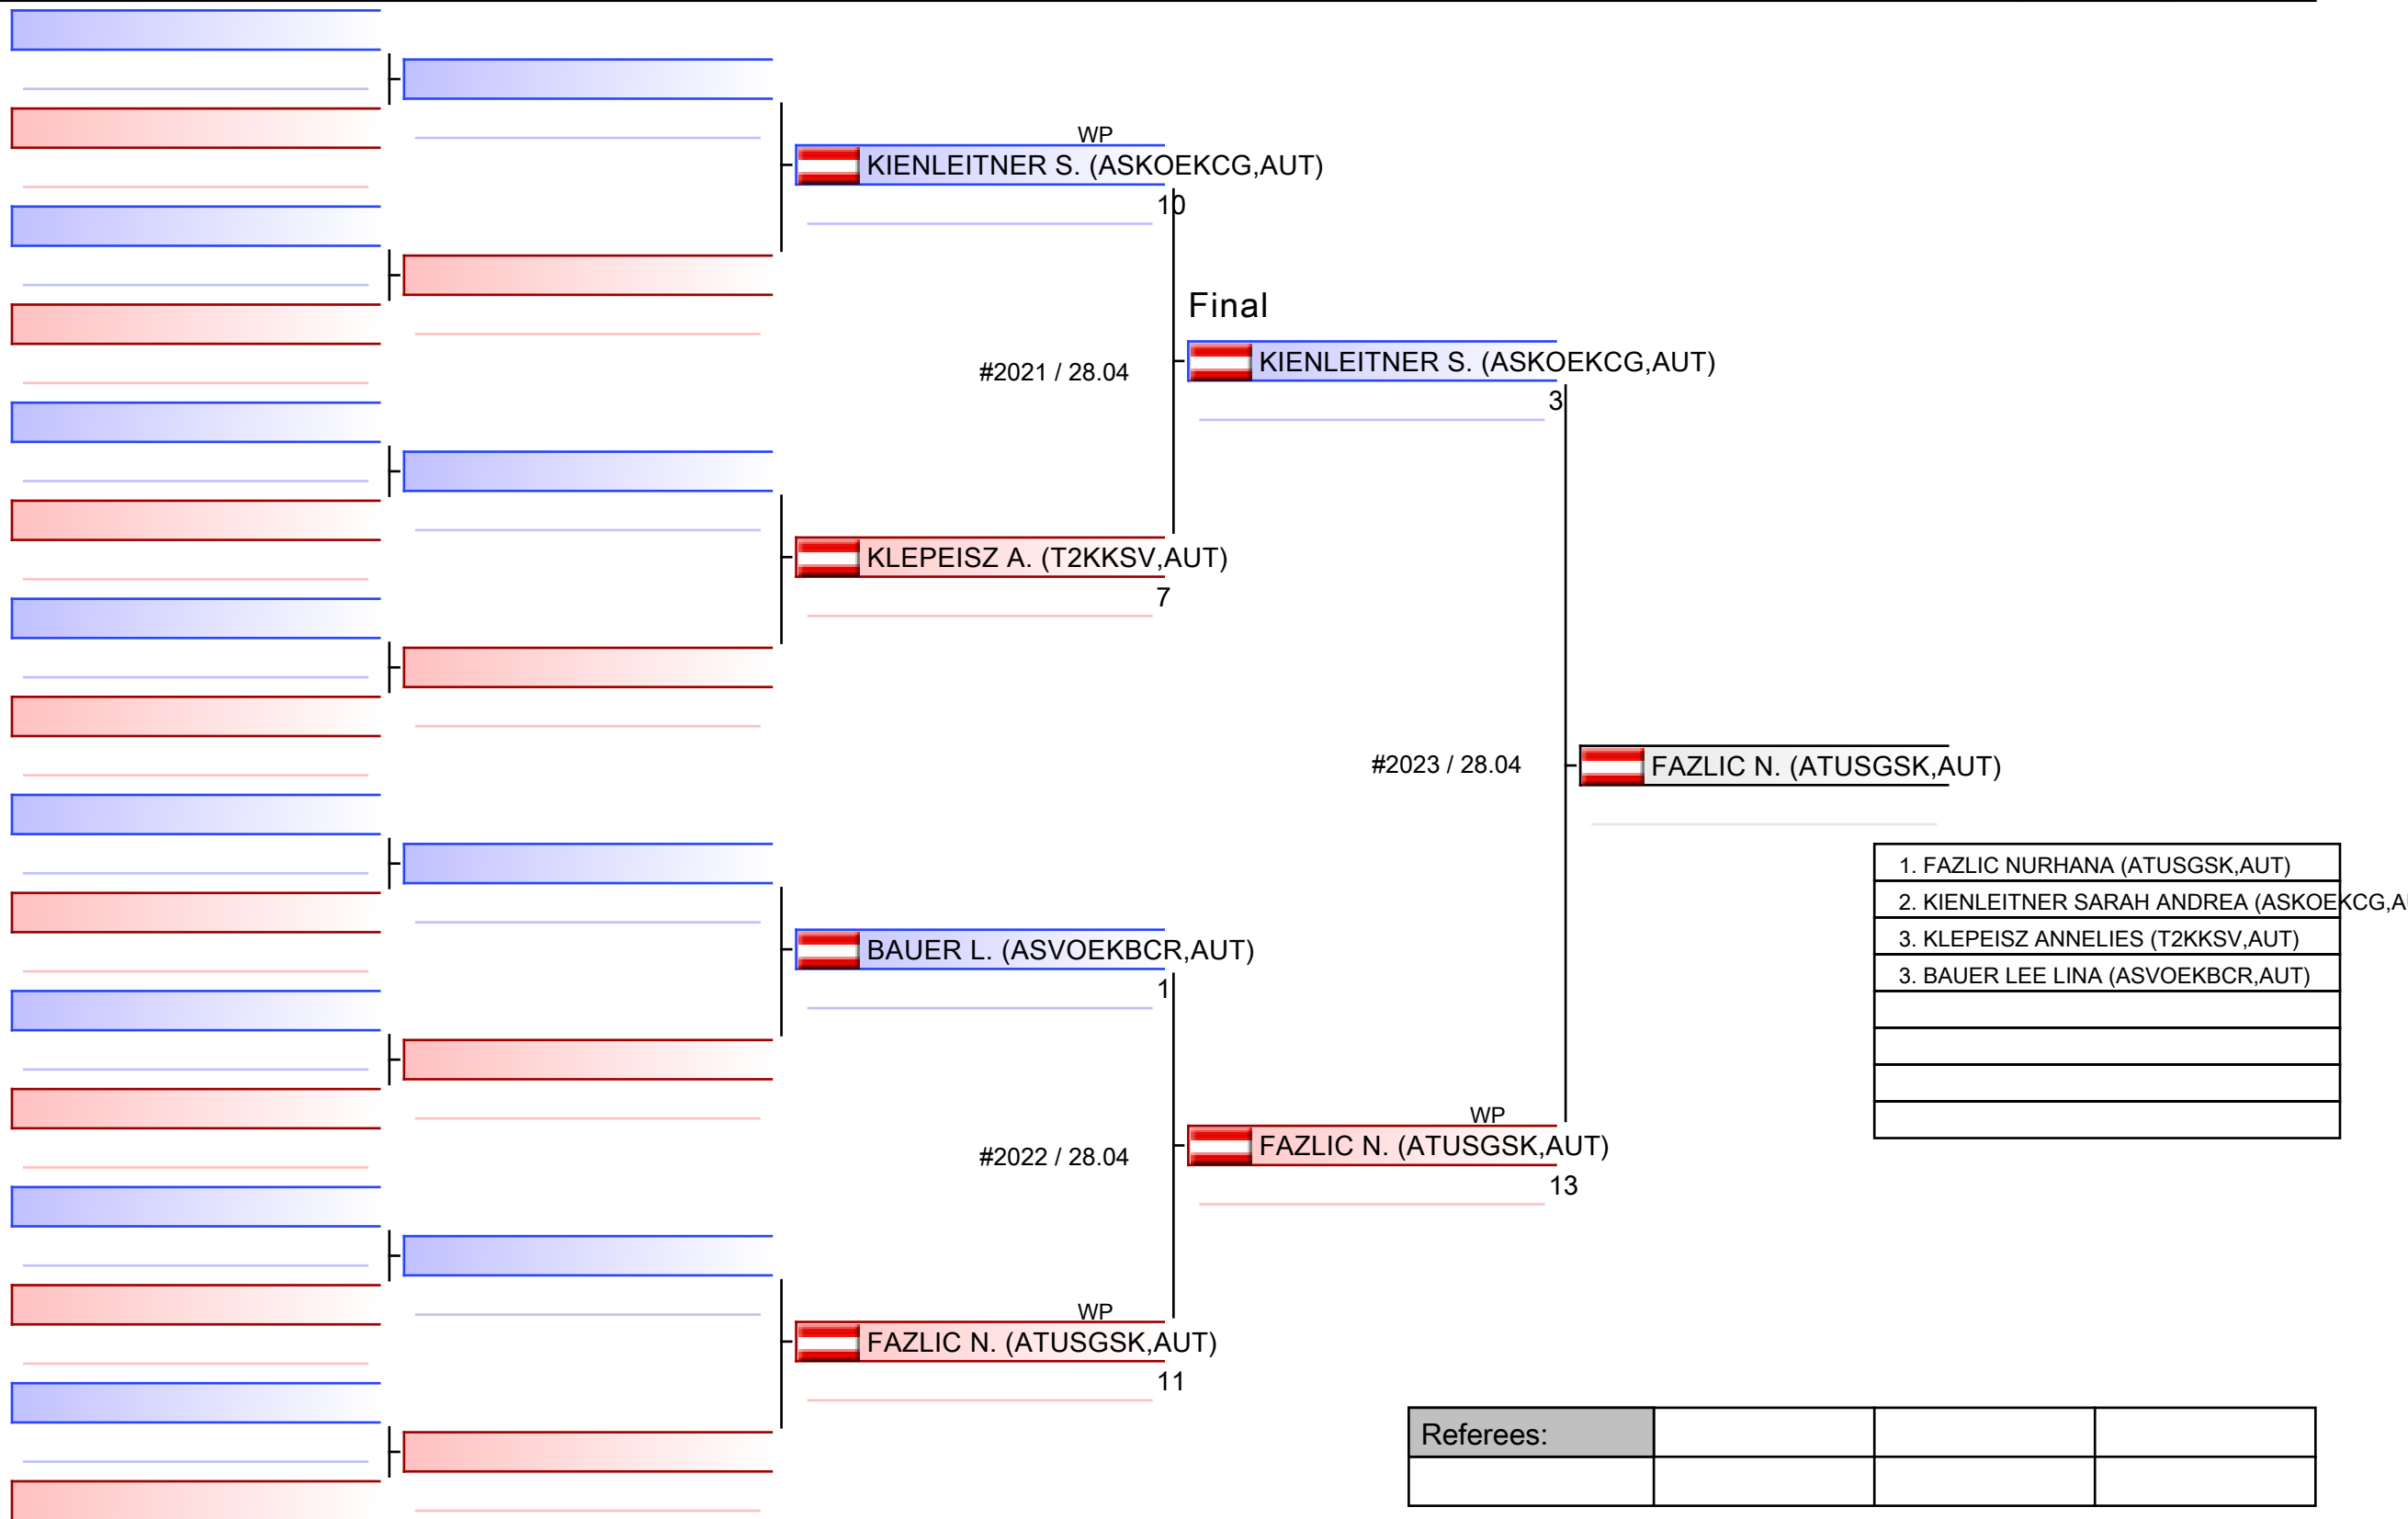 WP
KIENLEITNER S. (ASKOEKCG,AUT)
10
Final
#2021 / 28.04
KIENLEITNER S. (ASKOEKCG,AUT)
3
KLEPEISZ A. (T2KKSV,AUT)
7
#2023 / 28.04
FAZLIC N. (ATUSGSK,AUT)
1. FAZLIC NURHANA (ATUSGSK,AUT)
2. KIENLEITNER SARAH ANDREA (ASKOEKCG,A
3. KLEPEISZ ANNELIES (T2KKSV,AUT)
3. BAUER LEE LINA (ASVOEKBCR,AUT)
BAUER L. (ASVOEKBCR,AUT)
1
WP
#2022 / 28.04
FAZLIC N. (ATUSGSK,AUT)
13
WP
FAZLIC N. (ATUSGSK,AUT)
11
Referees: